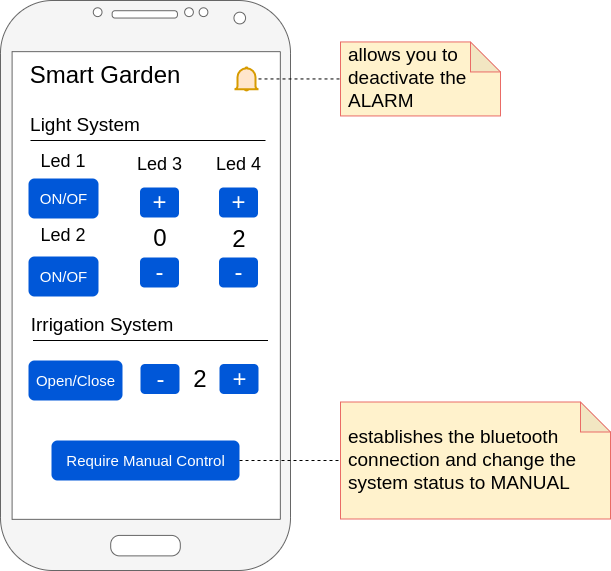 Smart Garden
allows you to
deactivate the
ALARM
Light System
Led 1
Led 3
Led 4
ON/OF
+
+
Led 2
0
2
ON/OF
-
-
Irrigation System
Open/Close
-
2
+
Require Manual Control
establishes the bluetooth
connection and change the
system status to MANUAL